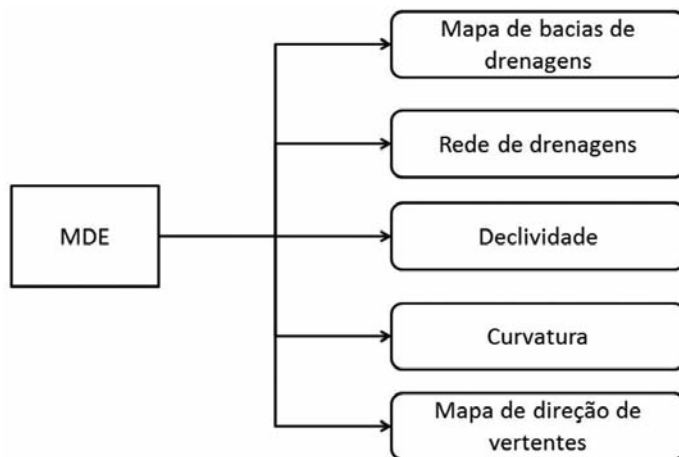 MDE
Mapa de bacias de
drenagens
Rede de drenagens
Declividade
Curvatura
Mapa de direção de
vertentes